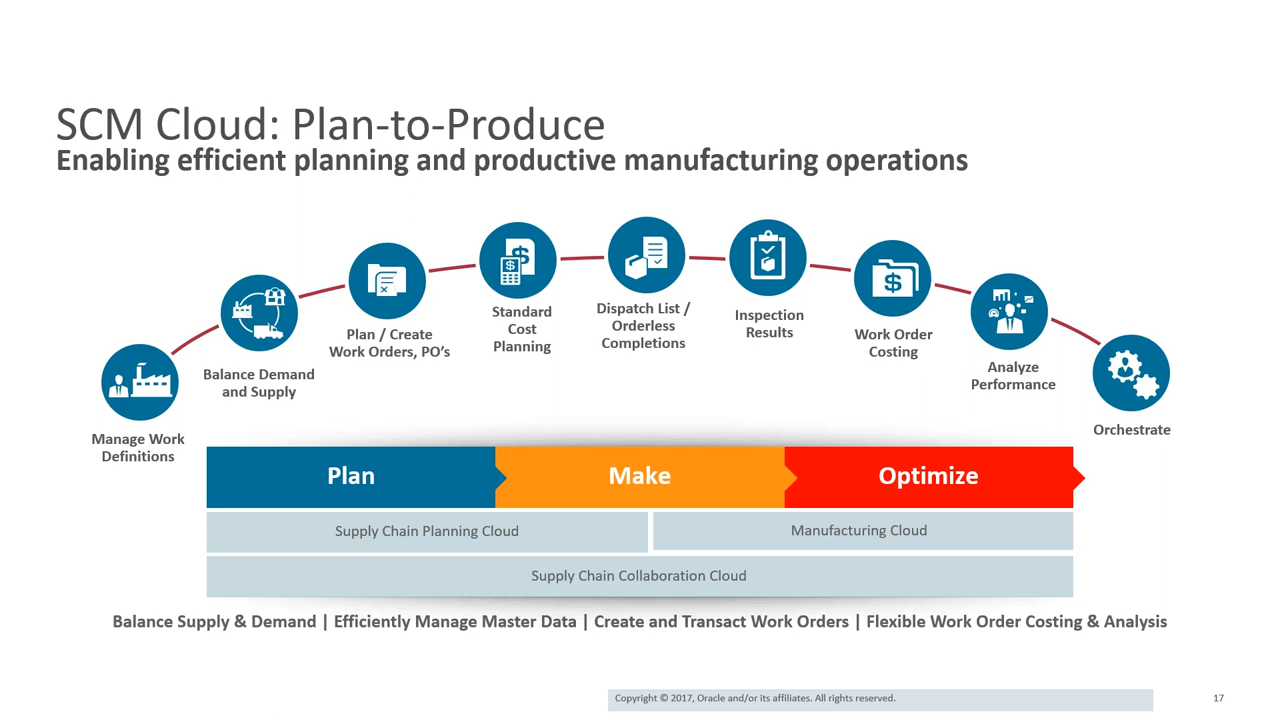 SCM Cloud: Plan-to-Produce
Enabling efficient planning and productive manufacturing operations
Manage Work
Definitions
Balance Demand
and Supply
Plan / Create
Work Orders, PO's
Standard
Cost
Planning
Dispatch List /
Orderless
Completions
Inspection
Results
Work Order
Costing
Analyze
Performance
Orchestrate
Plan
Make
Optimize
Supply Chain Planning Cloud
Manufacturing Cloud
Supply Chain Collaboration Cloud
Balance Supply & Demand | Efficiently Manage Master Data | Create and Transact Work Orders | Flexible Work Order Costing & Analysis
Copyright © 2017, Oracle and/or its affiliates. All rights reserved.
17